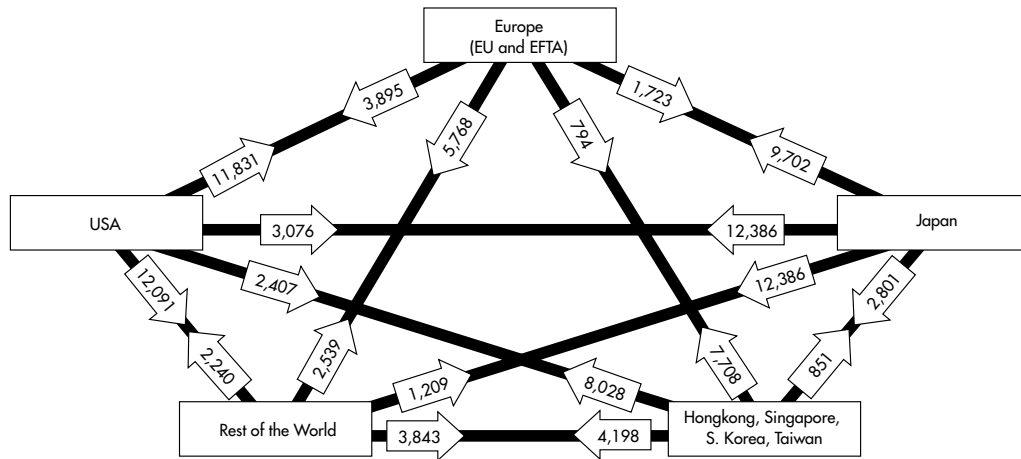 Europe
(EU and EFTA)
3,895
5,768
794
1,723
11,831
9,702
USA
3,076
12,386
Japan
12,091
2,407
12,386
2,801
2,240
2,539
1,209
8,028
7,708
851
Rest of the World
3,843
4,198
Hongkong, Singapore,
S. Korea, Taiwan